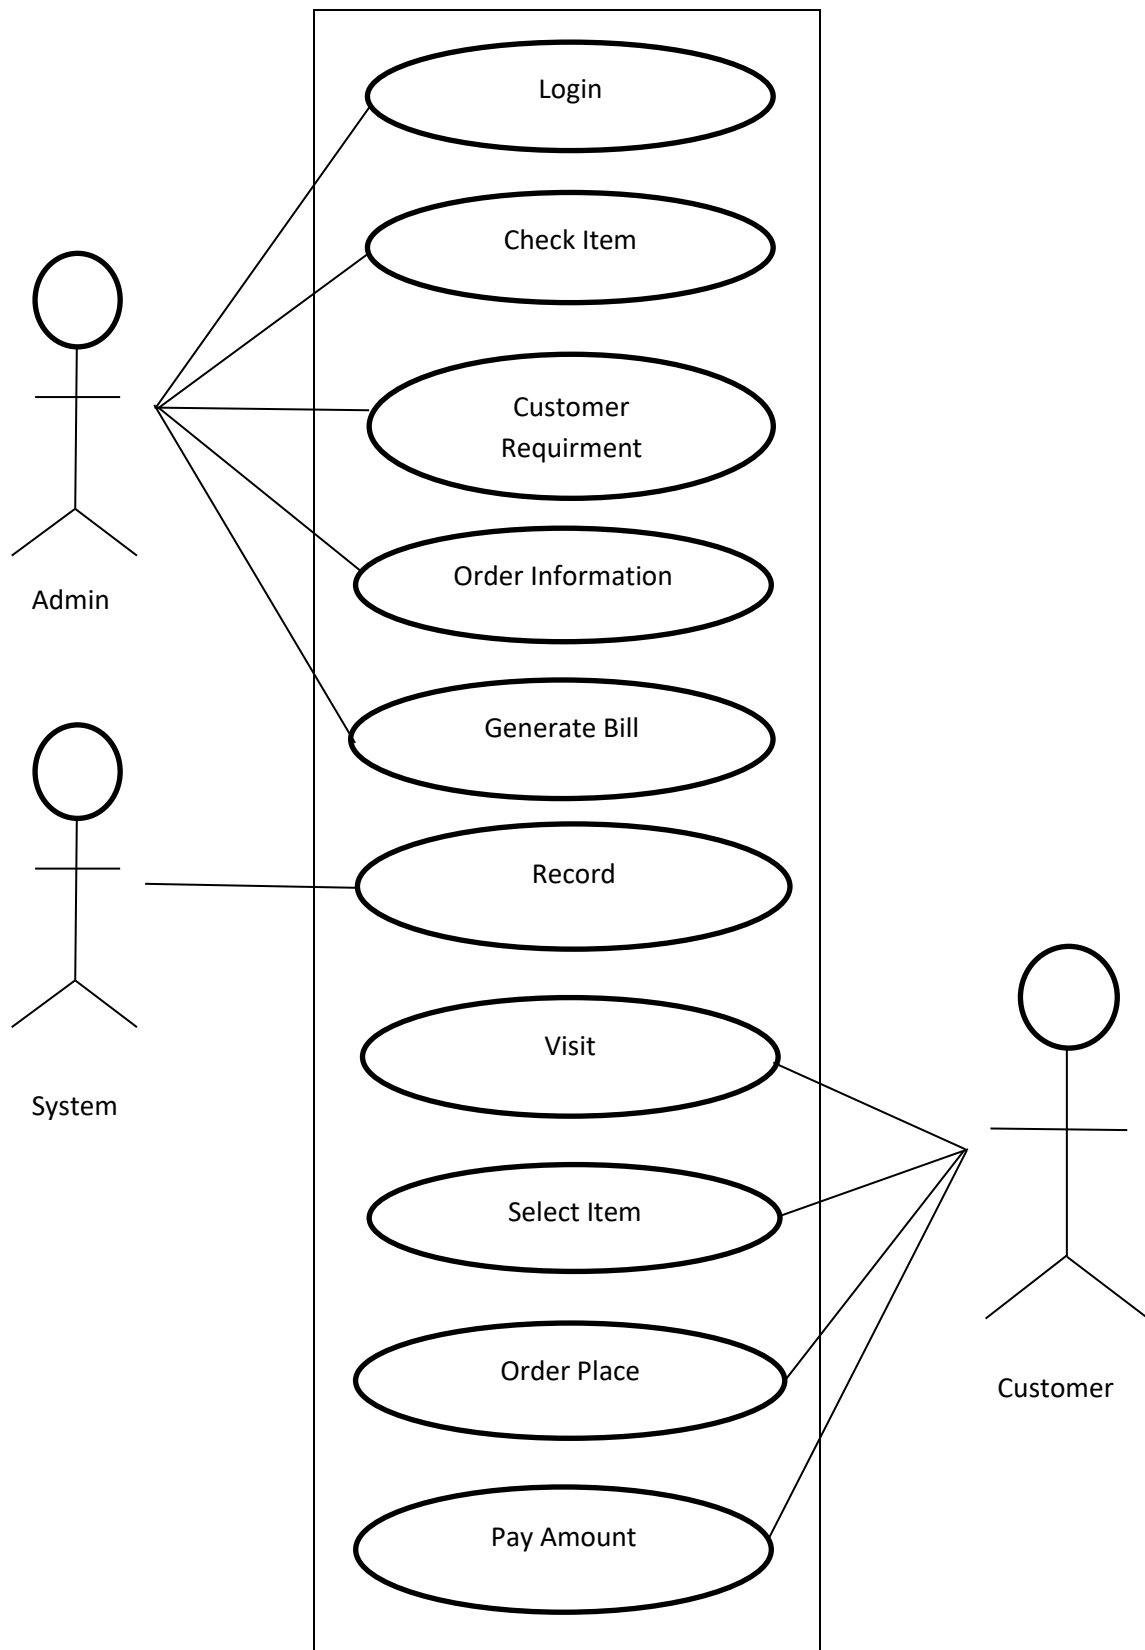 Login
Check Item
Customer
Requirment
Order Information
Admin
Generate Bill
Record
Visit
System
Select Item
Order Place
Customer
Pay Amount